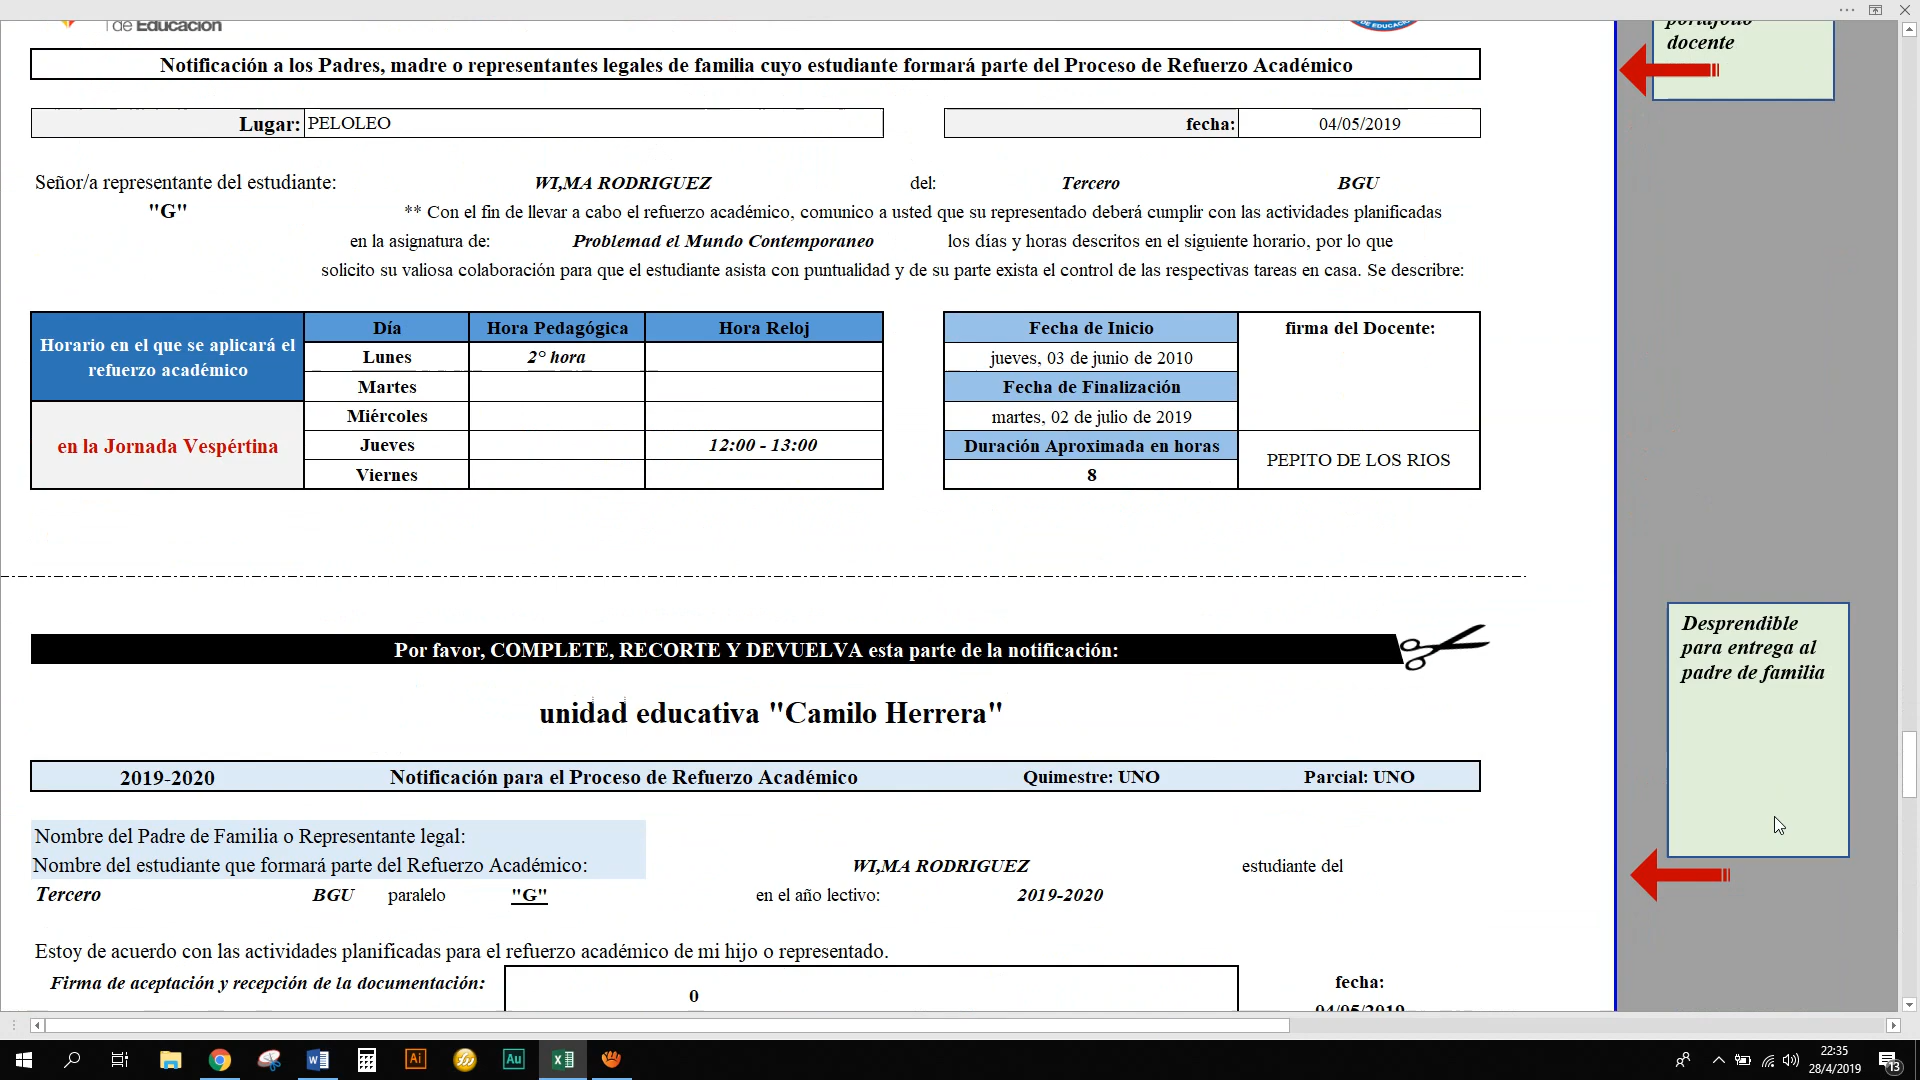 de Educación
portafolio
docente
DE EDUCACIÓN
Notificación a los Padres, madre o representantes legales de familia cuyo estudiante formará parte del Proceso de Refuerzo Académico
Lugar: PELOLEO fecha: 04/05/2019
Señor/a representante del estudiante: WI,MA RODRIGUEZ del: Tercero BGU
"G" ** Con el fin de llevar a cabo el refuerzo académico, comunico a usted que su representado deberá cumplir con las actividades planificadas
en la asignatura de: Problemad el Mundo Contemporaneo los días y horas descritos en el siguiente horario, por lo que
solicito su valiosa colaboración para que el estudiante asista con puntualidad y de su parte exista el control de las respectivas tareas en casa. Se describe:
Horario en el que se aplicará el
refuerzo académico
en la Jornada Vespértina
Día Hora Pedagógica Hora Reloj
Lunes 2° hora
Martes
Miércoles
Jueves 12:00 - 13:00
Viernes
Fecha de Inicio
jueves, 03 de junio de 2010
Fecha de Finalización
martes, 02 de julio de 2019
Duración Aproximada en horas
8
firma del Docente:
PEPITO DE LOS RIOS
Por favor, COMPLETE, RECORTE Y DEVUELVA esta parte de la notificación:
Desprendible
para entrega al
padre de familia
unidad educativa "Camilo Herrera"
2019-2020 Notificación para el Proceso de Refuerzo Académico Quimestre: UNO Parcial: UNO
Nombre del Padre de Familia o Representante legal:
Nombre del estudiante que formará parte del Refuerzo Académico: WI,MA RODRIGUEZ estudiante del
Tercero BGU paralelo "G" en el año lectivo: 2019-2020
Estoy de acuerdo con las actividades planificadas para el refuerzo académico de mi hijo o representado.
Firma de aceptación y recepción de la documentación: 0 fecha:
04/05/2019
Ai
Au
22:35
28/4/2019
13